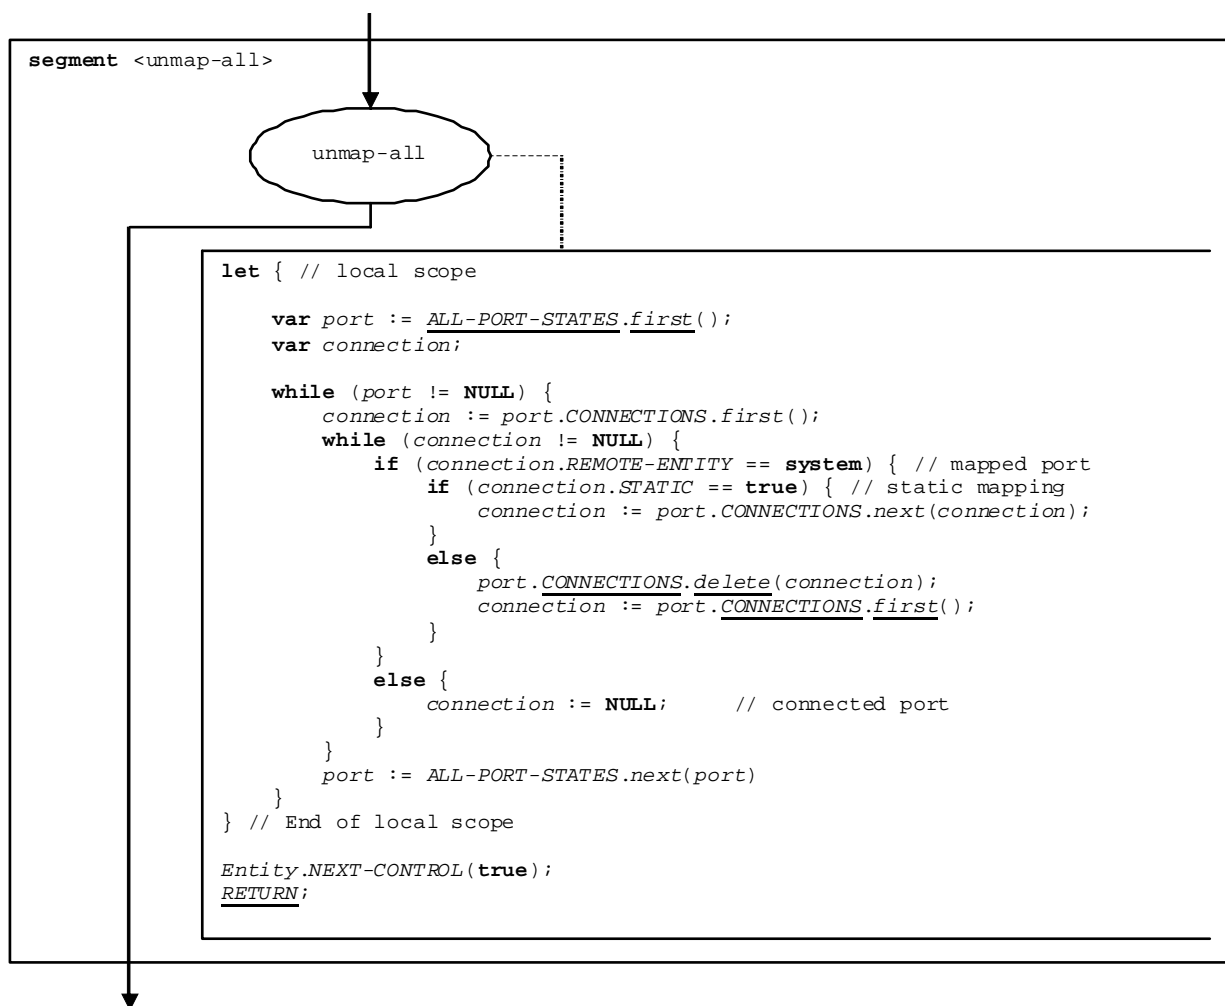 segment <unmap-all>
unmap-all
let { // local scope
var port := ALL-PORT-STATES.first();
var connection;
while (port != NULL) {
connection := port.CONNECTIONS.first();
while (connection != NULL) {
if (connection.REMOTE-ENTITY == system) { // mapped port
if (connection.STATIC == true) { // static mapping
connection := port.CONNECTIONS.next(connection);
}
else {
port.CONNECTIONS.delete(connection);
connection := port.CONNECTIONS.first();
}
}
else {
connection := NULL; // connected port
}
}
port := ALL-PORT-STATES.next(port)
}
} // End of local scope
Entity.NEXT-CONTROL(true);
RETURN;